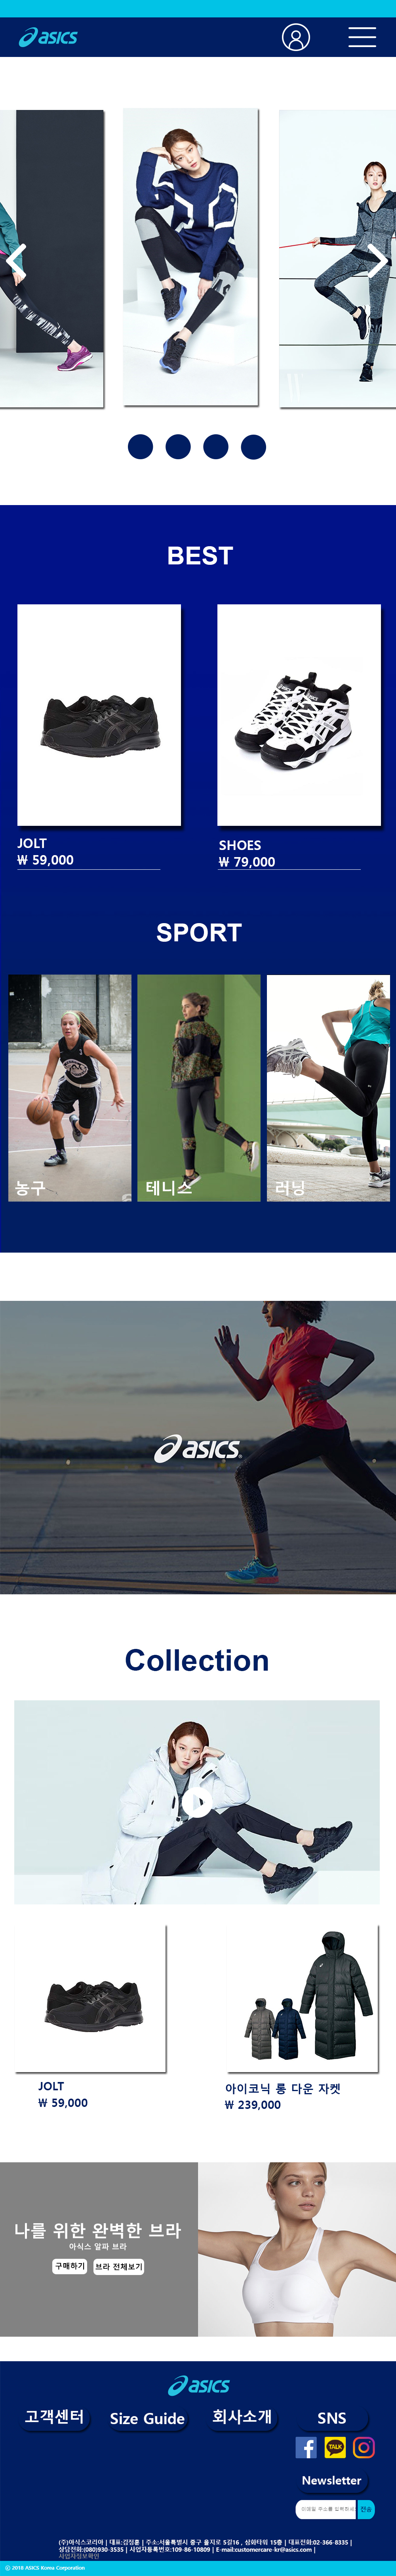 asics
BEST
JOLT
₩ 59,000
SHOES
₩ 79,000
SPORT
농구
테니스
러닝
asics
Collection
JOLT
₩ 59,000
아이코닉 롱 다운 자켓
₩ 239,000
나를 위한 완벽한 브라
아식스 알파 브라
구매하기
브라 전체보기
asics
고객센터
Size Guide
회사소개
SNS
TALK
Newsletter
이메일 주소를 입력하세요
전송
(주)아식스코리아 | 대표:김정훈 | 주소:서울특별시 중구 을지로 5길16 , 삼화타워 15층 | 대표전화:02-366-8335 |
상담전화:(080)930-3535 | 사업자등록번호:109-86-10809 | E-mail:customercare-kr@asics.com |
사업자정보확인
ⓒ 2018 ASICS Korea Corporation